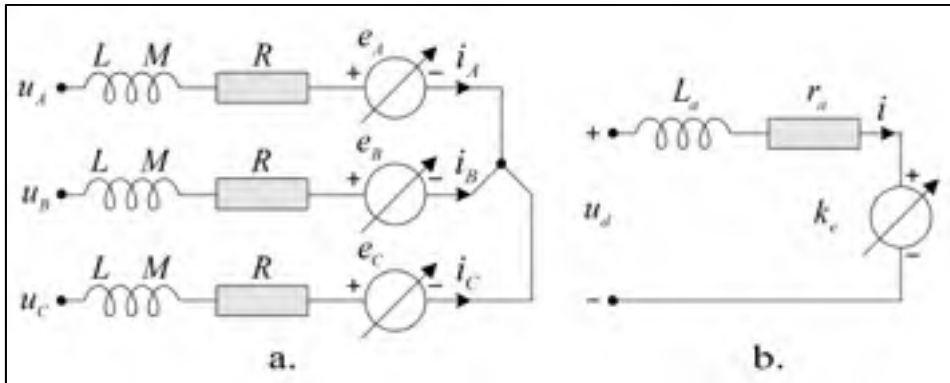 L M R e_A i_A
u_A + −
L M R e_B i_B
u_B + −
L M R e_C i_C
u_C + −
a.
L_a r_a i
+
u_d k_e +
−
−
b.